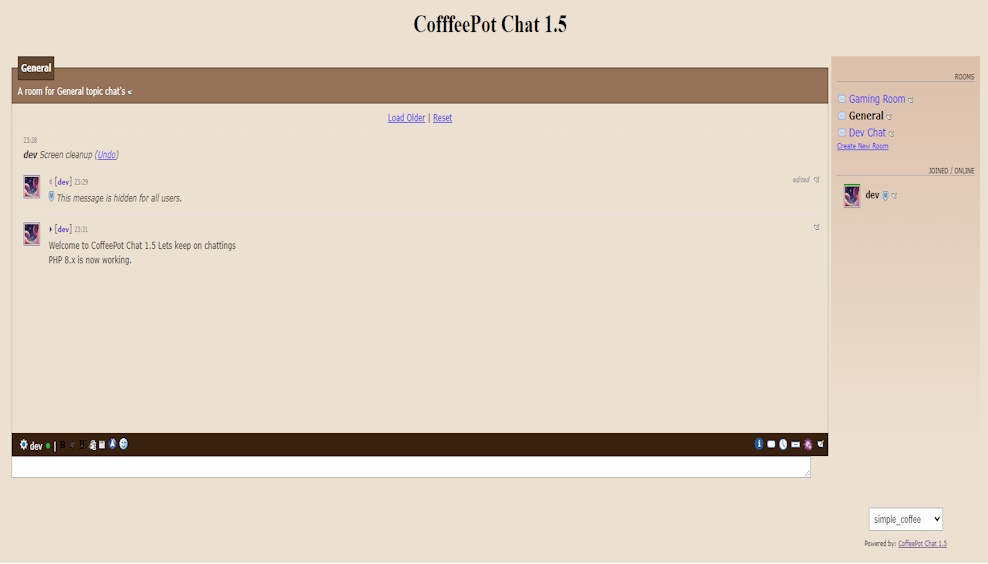 CofffeePot Chat 1.5
General
A room for General topic chat's
Load Older | Reset
23:28
dev Screen cleanup (Undo)
[dev] 23:29
edited
This message is hidden for all users.
[dev] 23:31
Welcome to CoffeePot Chat 1.5 Lets keep on chattings
PHP 8.x is now working.
dev
B
ROOMS
Gaming Room
General
Dev Chat
Create New Room
JOINED / ONLINE
dev
simple_coffee
Powered by: CoffeePot Chat 1.5